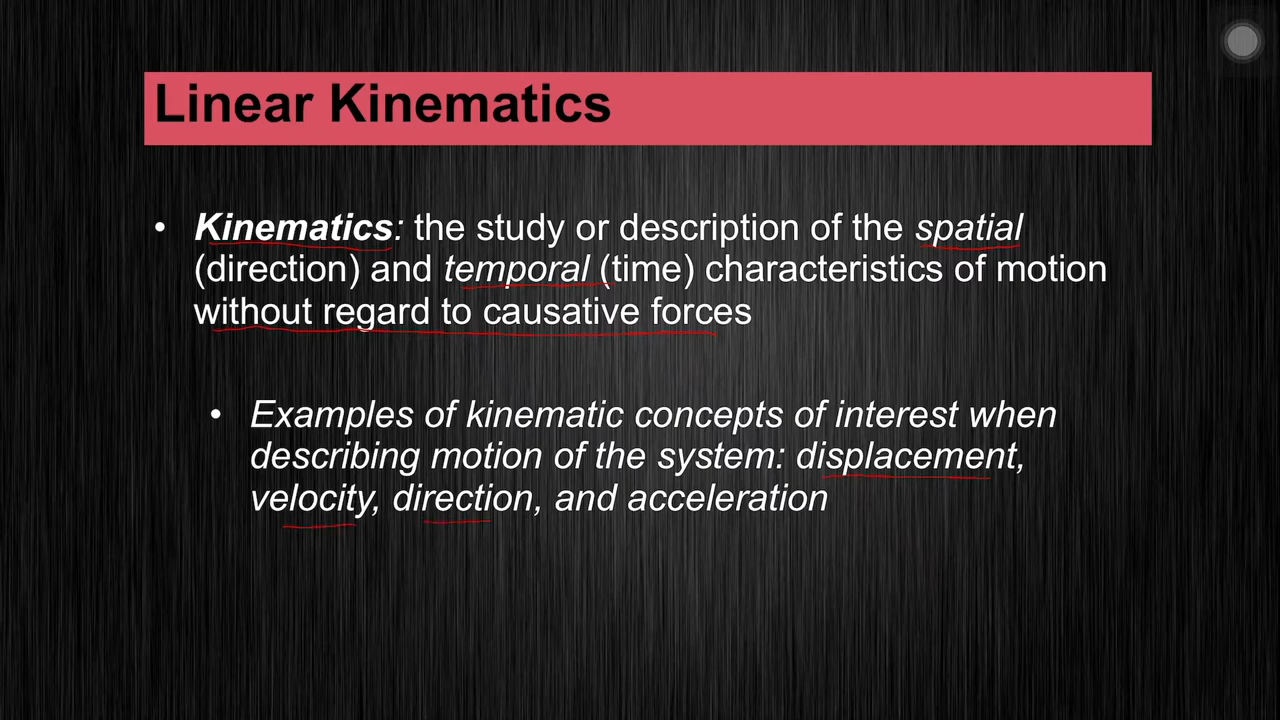 Linear Kinematics
• Kinematics: the study or description of the spatial
(direction) and temporal (time) characteristics of motion
without regard to causative forces
• Examples of kinematic concepts of interest when
describing motion of the system: displacement,
velocity, direction, and acceleration